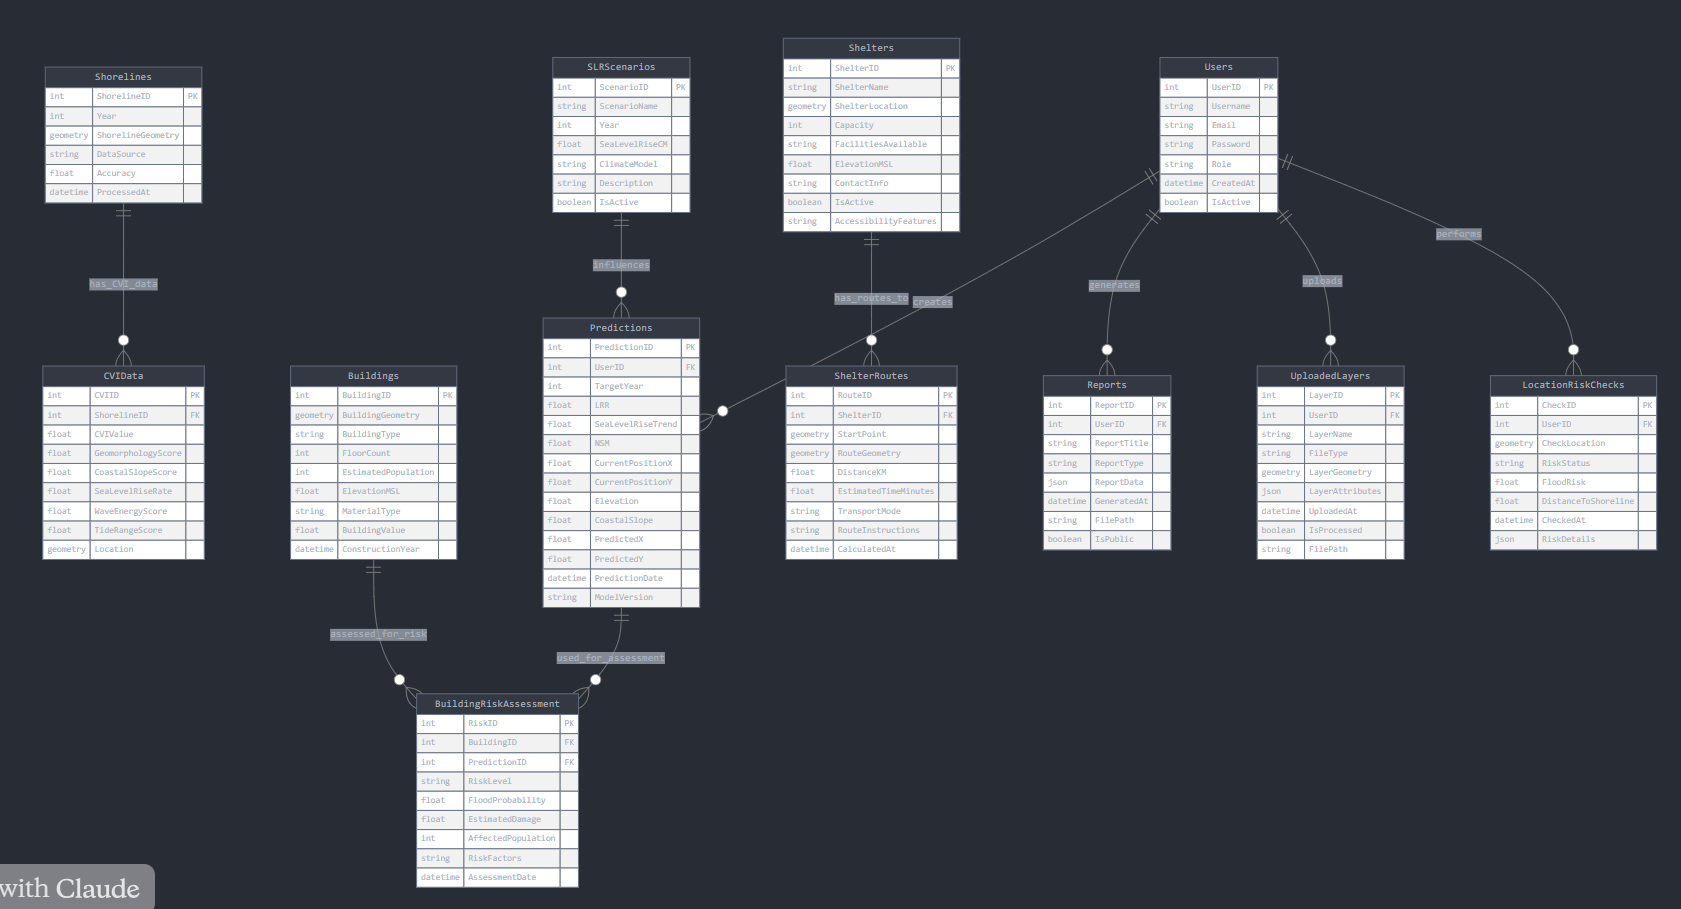 Shorelines
int ShorelineID PK
int Year
geometry ShorelineGeometry
string DataSource
float Accuracy
datetime ProcessedAt
SLRScenarios
int ScenarioID PK
string ScenarioName
int Year
float SeaLevelRiseCM
string ClimateModel
string Description
boolean IsActive
Shelters
int ShelterID PK
string ShelterName
geometry ShelterLocation
int Capacity
string FacilitiesAvailable
float ElevationMSL
string ContactInfo
boolean IsActive
string AccessibilityFeatures
Users
int UserID PK
string Username
string Email
string Password
string Role
datetime CreatedAt
boolean IsActive
has_CVI_data
influences
has_routes_to
creates
generates
uploads
performs
CVIData
int CVIID PK
int ShorelineID FK
float CVIValue
float GeomorphologyScore
float CoastalSlopeScore
float SeaLevelRiseRate
float WaveEnergyScore
float TideRangeScore
geometry Location
Buildings
int BuildingID PK
geometry BuildingGeometry
string BuildingType
int FloorCount
int EstimatedPopulation
float ElevationMSL
string MaterialType
float BuildingValue
datetime ConstructionYear
Predictions
int PredictionID PK
int UserID FK
int TargetYear
float LRR
float SeaLevelRiseTrend
float NSM
float CurrentPositionX
float CurrentPositionY
float Elevation
float CoastalSlope
float PredictedX
float PredictedY
datetime PredictionDate
string ModelVersion
ShelterRoutes
int RouteID PK
int ShelterID FK
geometry StartPoint
geometry RouteGeometry
float DistanceKM
float EstimatedTimeMinutes
string TransportMode
string RouteInstructions
datetime CalculatedAt
Reports
int ReportID PK
int UserID FK
string ReportTitle
string ReportType
json ReportData
datetime GeneratedAt
string FilePath
boolean IsPublic
UploadedLayers
int LayerID PK
int UserID FK
string LayerName
string FileType
geometry LayerGeometry
json LayerAttributes
datetime UploadedAt
boolean IsProcessed
string FilePath
LocationRiskChecks
int CheckID PK
int UserID FK
geometry CheckLocation
string RiskStatus
float FloodRisk
float DistanceToShoreline
datetime CheckedAt
json RiskDetails
assessed_for_risk
used_for_assessment
BuildingRiskAssessment
int RiskID PK
int BuildingID FK
int PredictionID FK
string RiskLevel
float FloodProbability
float EstimatedDamage
int AffectedPopulation
string RiskFactors
datetime AssessmentDate
with Claude